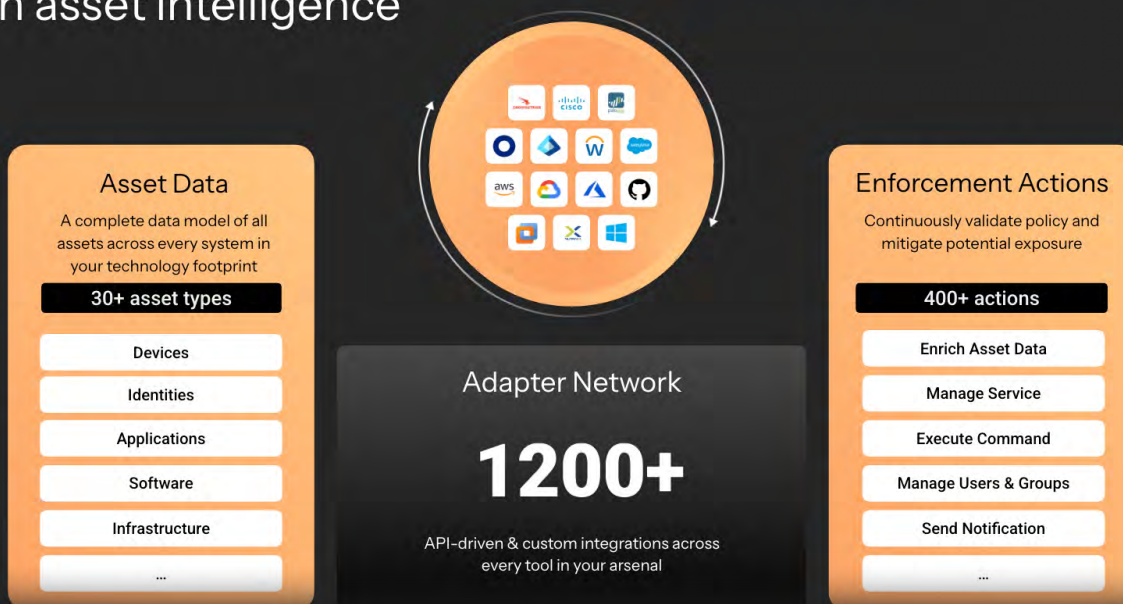 n asset intelligence
CISCO
aws
Asset Data
A complete data model of all
assets across every system in
your technology footprint
30+ asset types
Devices
Identities
Applications
Software
Infrastructure
...
Adapter Network
1200+
API-driven & custom integrations across
every tool in your arsenal
Enforcement Actions
Continuously validate policy and
mitigate potential exposure
400+ actions
Enrich Asset Data
Manage Service
Execute Command
Manage Users & Groups
Send Notification
...